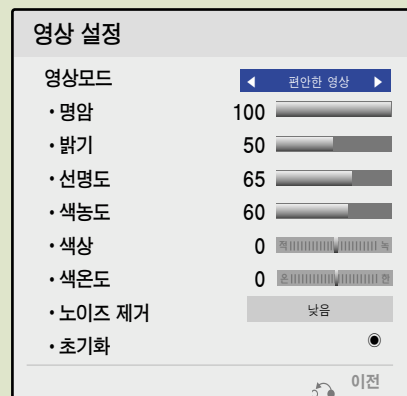 영상 설정
영상모드 ◀ 편안한 영상 ▶
• 명암 100
• 밝기 50
• 선명도 65
• 색농도 60
• 색상 0 적 녹
• 색온도 0 온 한
• 노이즈 제거 낮음
• 초기화 ◉
이전